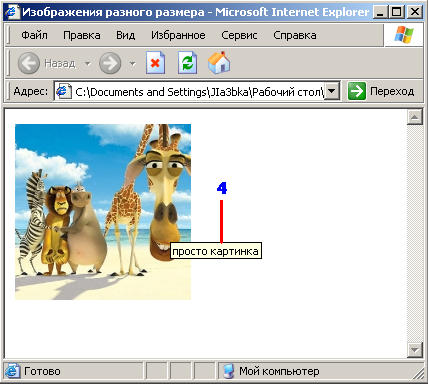 Изображения разного размера - Microsoft Internet Explorer
Файл Правка Вид Избранное Сервис Справка
Назад
Адрес: C:\Documents and Settings\JIa3bka\Рабочий стол\ Переход
4
просто картинка
Готово Мой компьютер